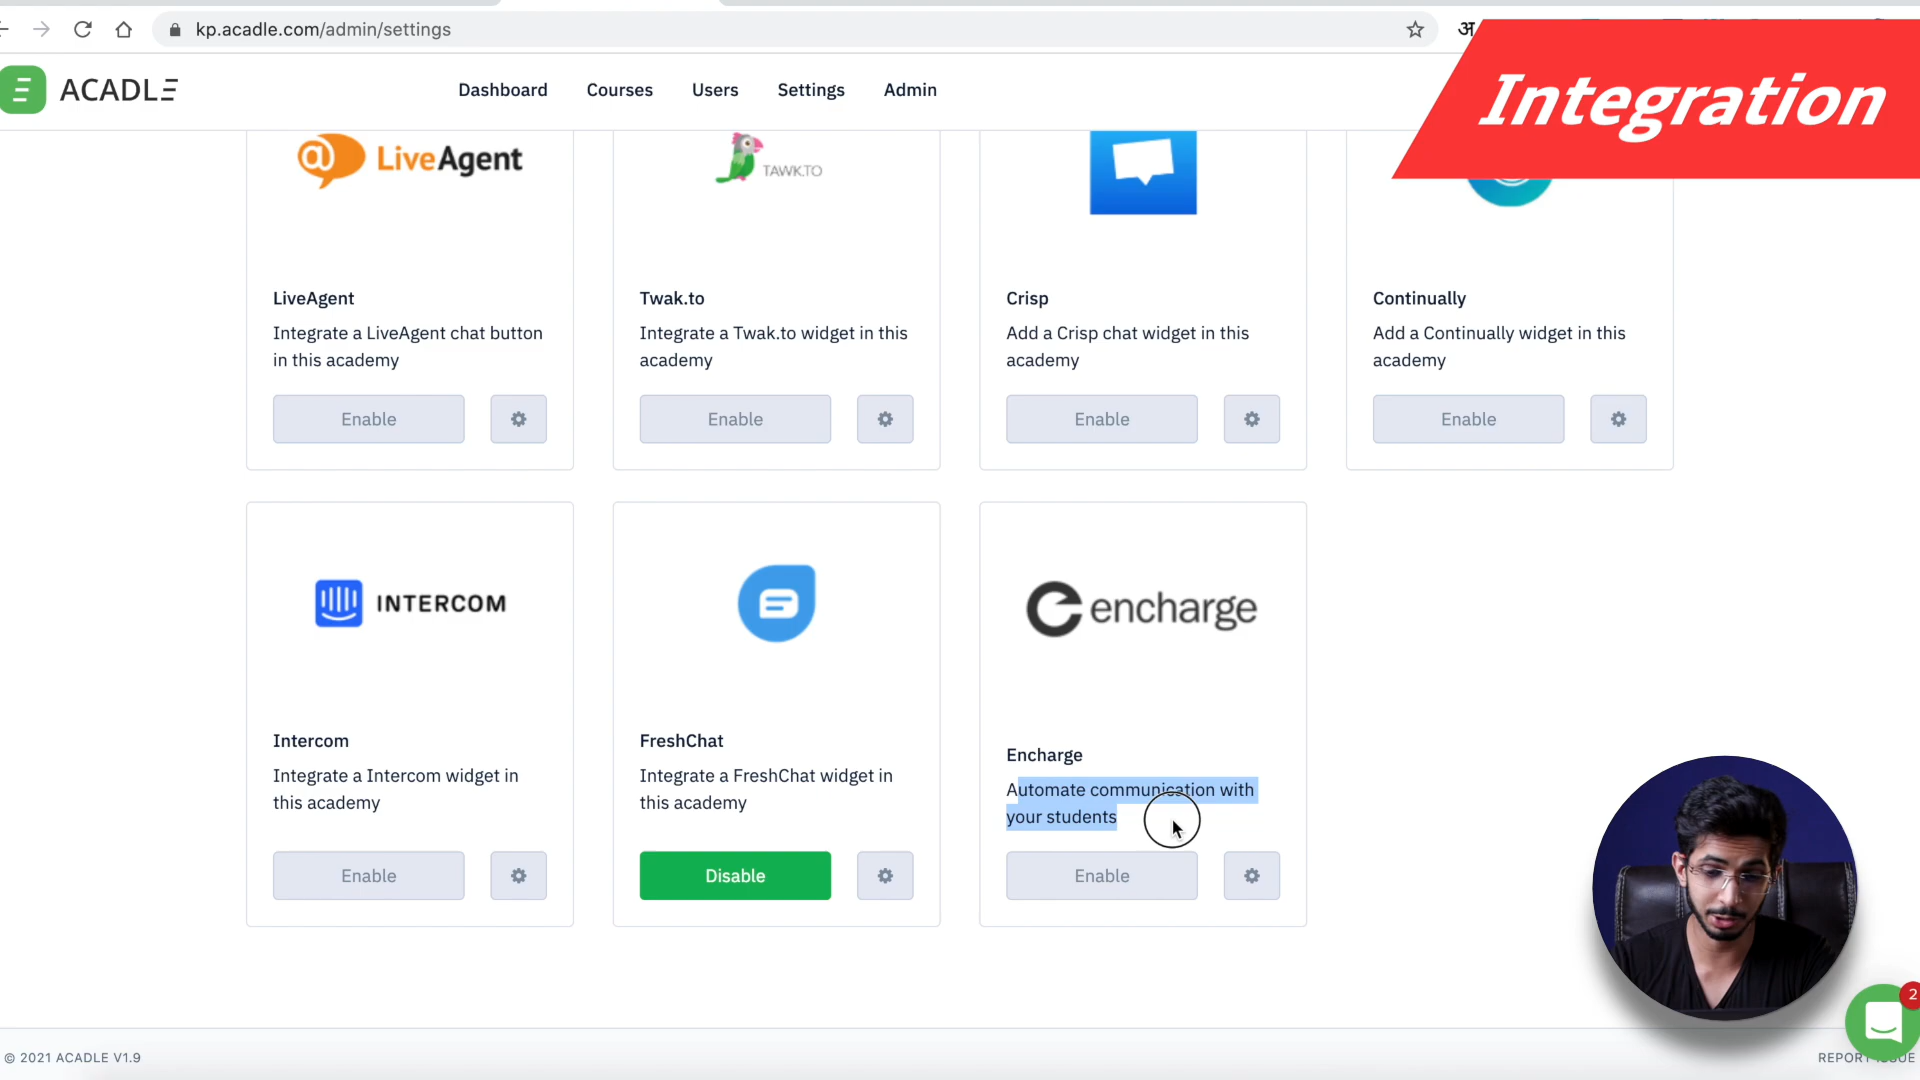 kp.acadle.com/admin/settings
अ
ACADLE
Dashboard
Courses
Users
Settings
Admin
Integration
LiveAgent
TAWK.TO
LiveAgent
Integrate a LiveAgent chat button
in this academy
Enable
Twak.to
Integrate a Twak.to widget in this
academy
Enable
Crisp
Add a Crisp chat widget in this
academy
Enable
Continually
Add a Continually widget in this
academy
Enable
INTERCOM
Intercom
Integrate a Intercom widget in
this academy
Enable
FreshChat
Integrate a FreshChat widget in
this academy
Disable
encharge
Encharge
Automate communication with
your students
Enable
2
© 2021 ACADLE V1.9
REPORT ISSUE